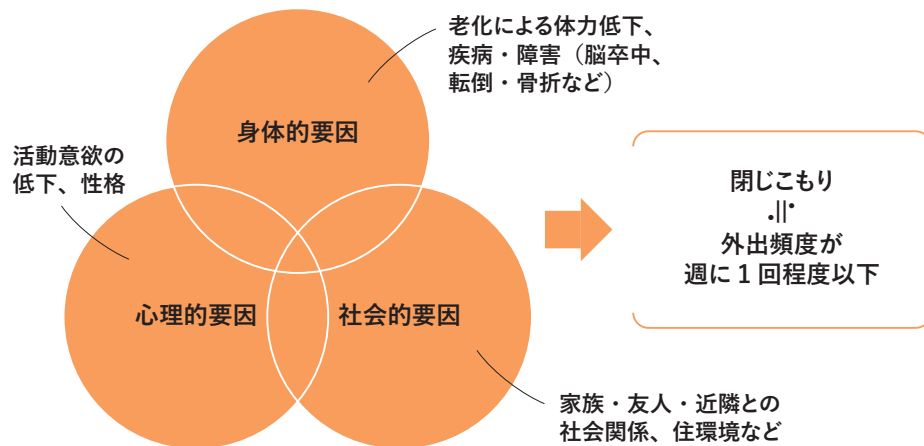 老化による体力低下、
疾病・障害（脳卒中、
転倒・骨折など）
身体的要因
活動意欲の
低下、性格
心理的要因
社会的要因
家族・友人・近隣との
社会関係、住環境など
閉じこもり
≒
外出頻度が
週に1回程度以下